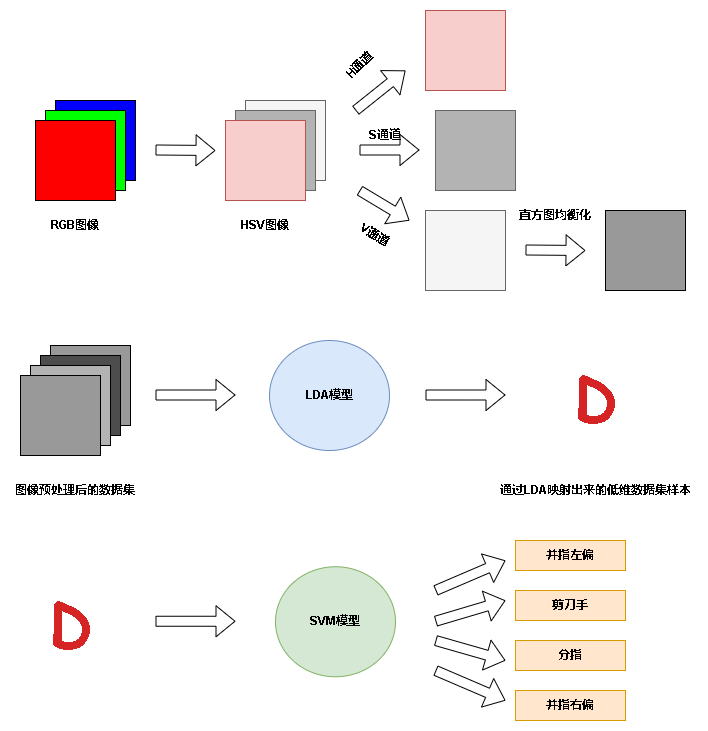 H通道
S通道
RGB图像
HSV图像
V通道
直方图均衡化
LDA模型
D
图像预处理后的数据集
通过LDA映射出来的低维数据集样本
D
SVM模型
并指左偏
剪刀手
分指
并指右偏